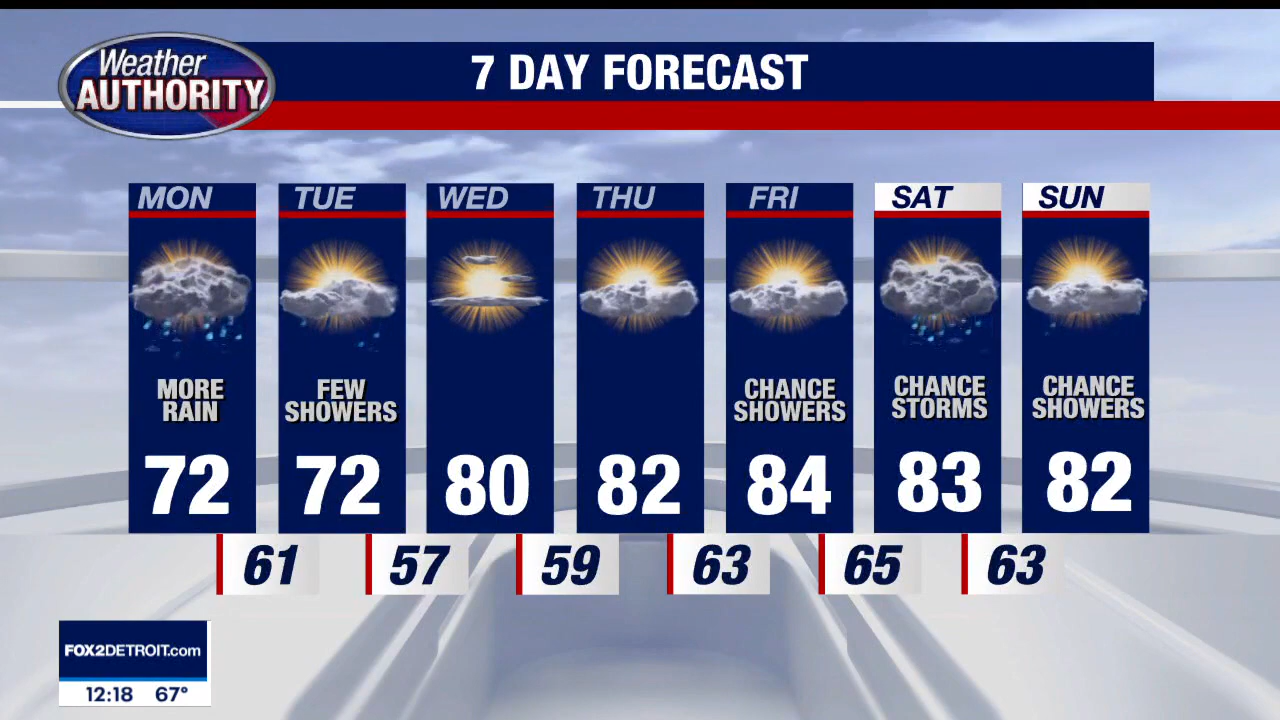 Weather
AUTHORITY
7 DAY FORECAST
MON TUE WED THU FRI SAT SUN
MORE RAIN
FEW SHOWERS
CHANCE SHOWERS
CHANCE STORMS
CHANCE SHOWERS
72 72 80 82 84 83 82
61 57 59 63 65 63
FOX2DETROIT.com
12:18 67°